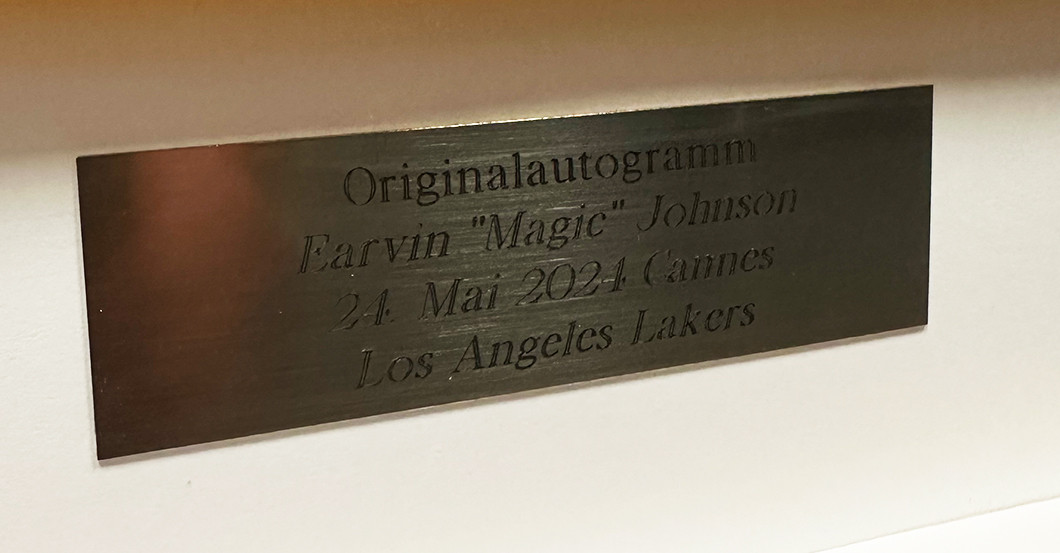 Originalautogramm
Earvin "Magic" Johnson
24. Mai 2024 Cannes
Los Angeles Lakers